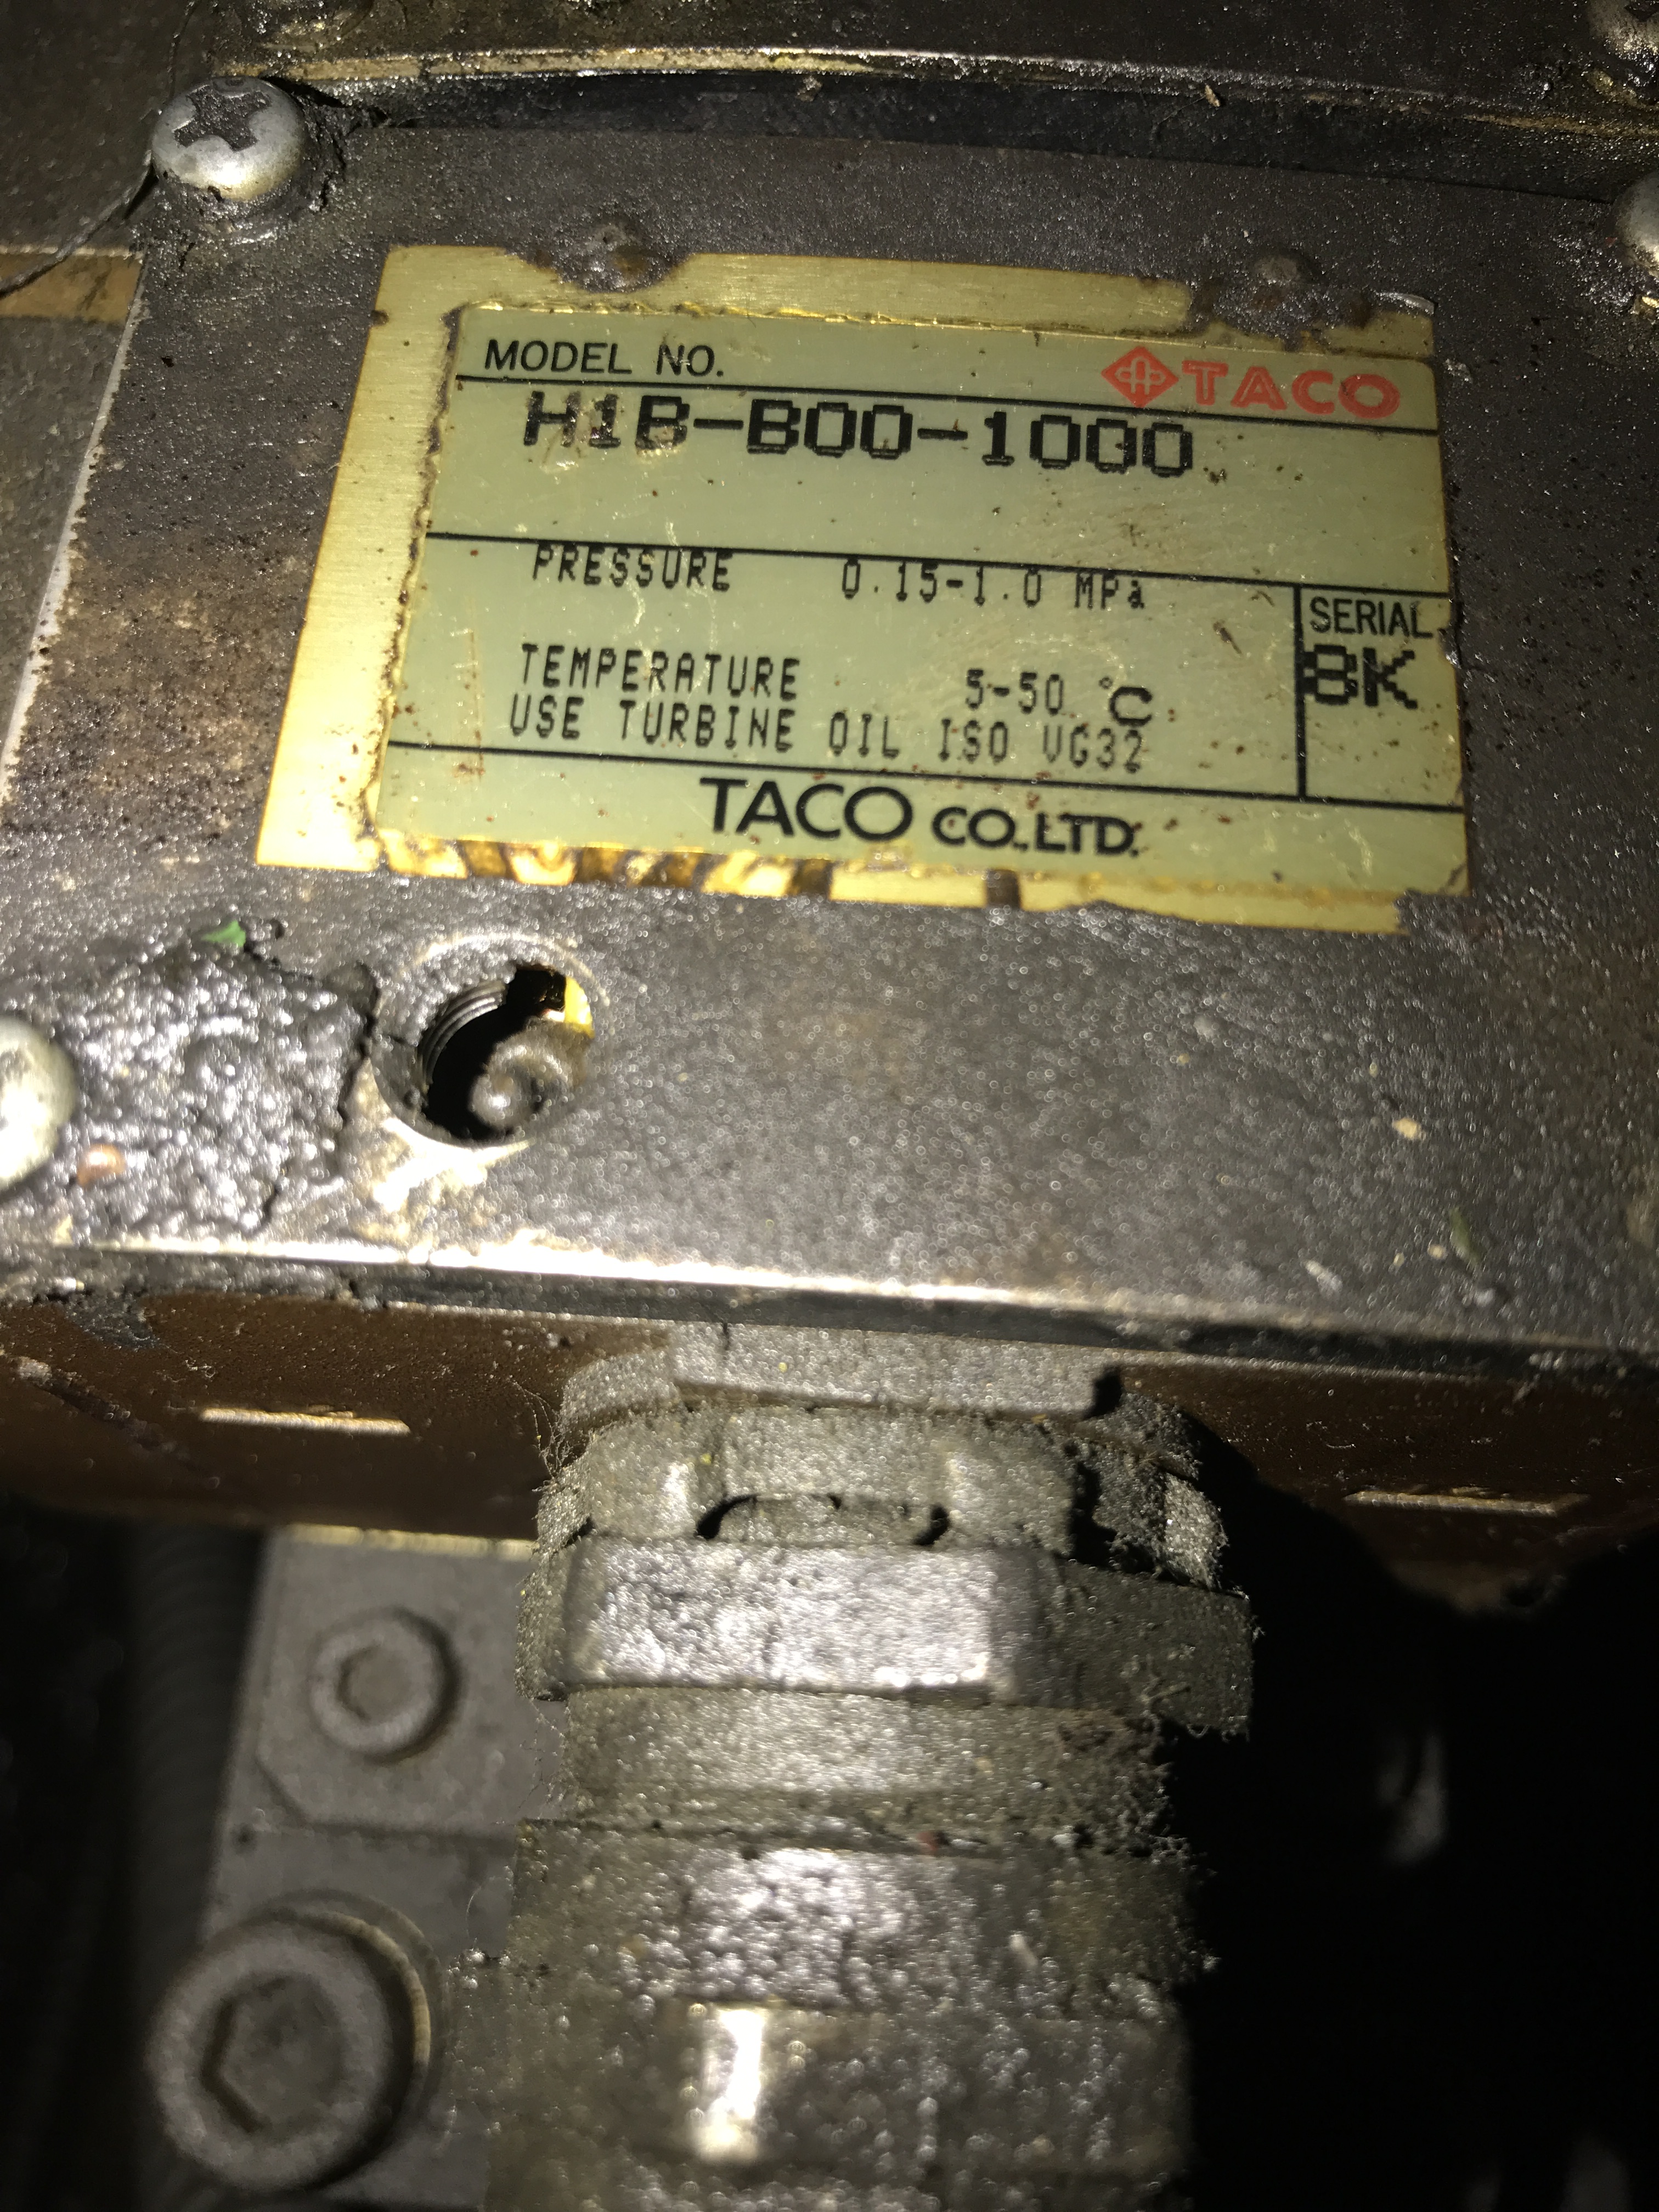 MODEL NO. TACO
H1B-B00-1000
PRESSURE 0.15-1.0 MPa
SERIAL
8K
TEMPERATURE 5-50 °C
USE TURBINE OIL ISO VG32
TACO CO.,LTD.